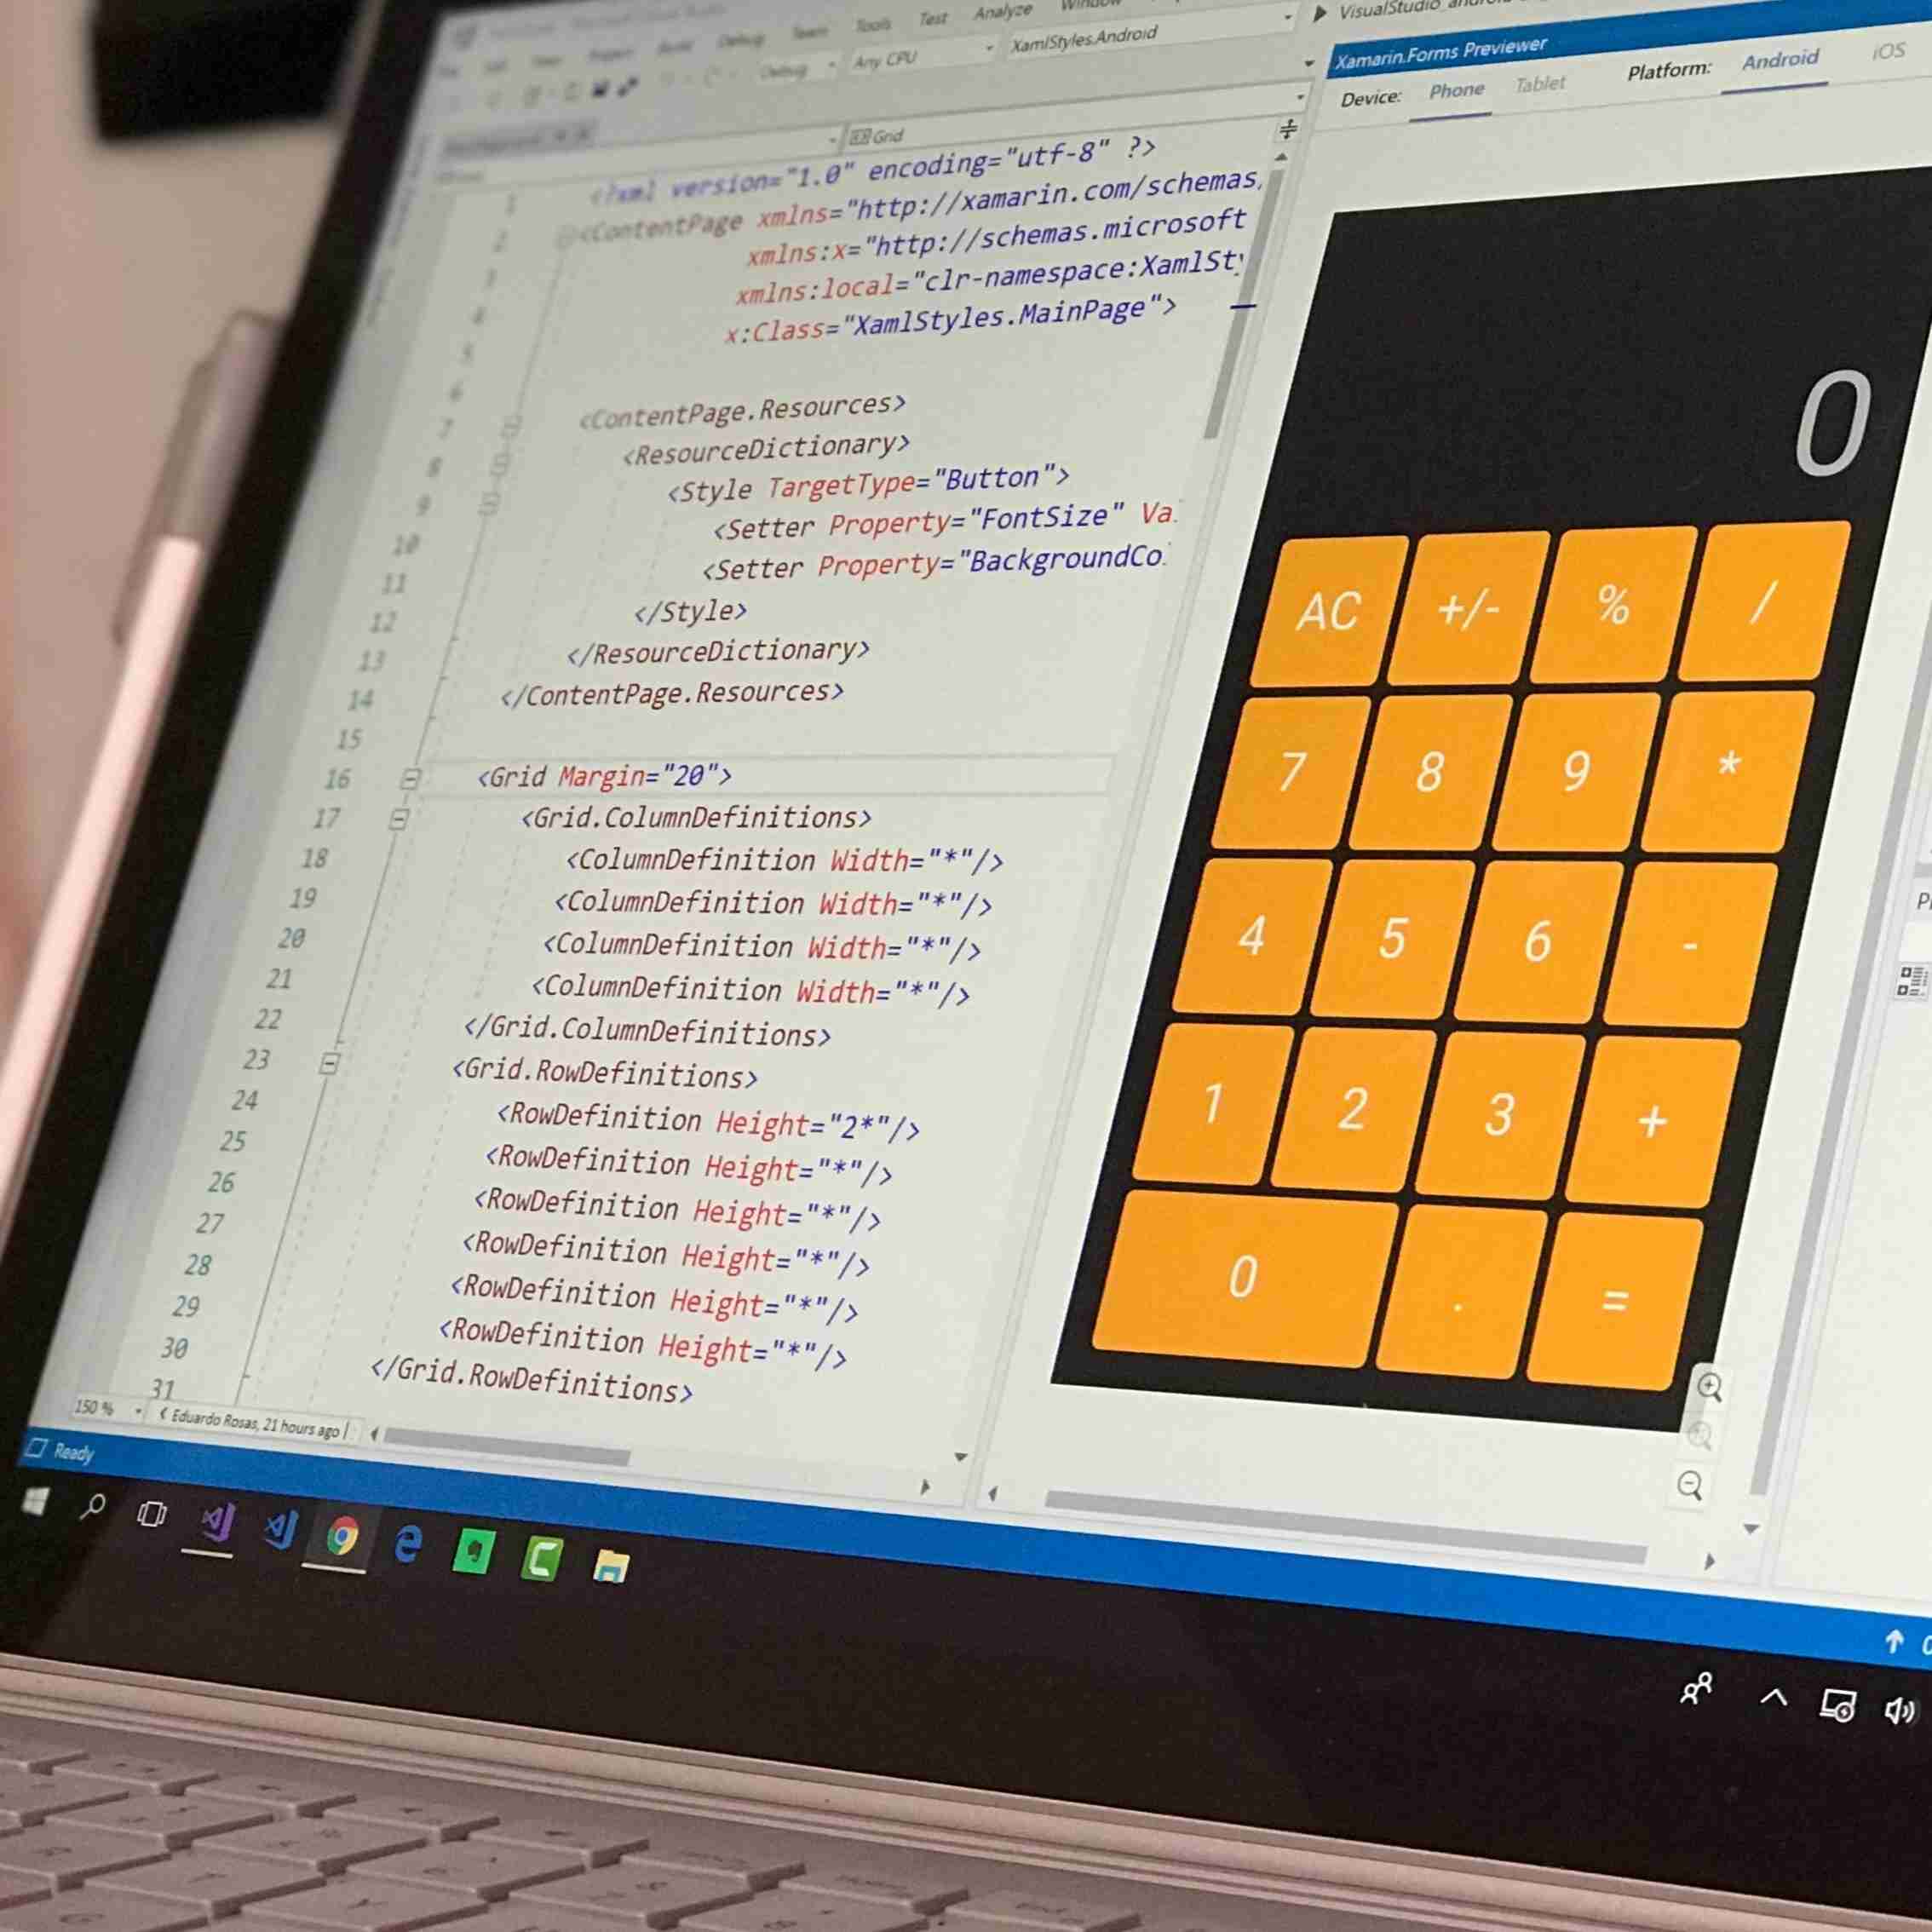 Tools Test Analyze Window
Debug Any CPU XamlStyles.Android
Grid
1 <?xml version="1.0" encoding="utf-8" ?>
2 <ContentPage xmlns="http://xamarin.com/schemas
xmlns:x="http://schemas.microsoft
xmlns:local="clr-namespace:XamlSt
x:Class="XamlStyles.MainPage">
<ContentPage.Resources>
8 <ResourceDictionary>
9 <Style TargetType="Button">
10 <Setter Property="FontSize" Va
11 <Setter Property="BackgroundCo
12 </Style>
13 </ResourceDictionary>
14 </ContentPage.Resources>
15
16 <Grid Margin="20">
17 <Grid.ColumnDefinitions>
18 <ColumnDefinition Width="*"/>
19 <ColumnDefinition Width="*"/>
20 <ColumnDefinition Width="*"/>
21 <ColumnDefinition Width="*"/>
22 </Grid.ColumnDefinitions>
23 <Grid.RowDefinitions>
24 <RowDefinition Height="2*"/>
25 <RowDefinition Height="*"/>
26 <RowDefinition Height="*"/>
27 <RowDefinition Height="*"/>
28 <RowDefinition Height="*"/>
29 <RowDefinition Height="*"/>
30 </Grid.RowDefinitions>
31
150 % Eduardo Rosas, 21 hours ago |
Ready
VisualStudio
Xamarin.Forms Previewer
Device: Phone Tablet Platform: Android iOS
0
AC +/- % /
7 8 9 *
4 5 6 -
1 2 3 +
0 . =